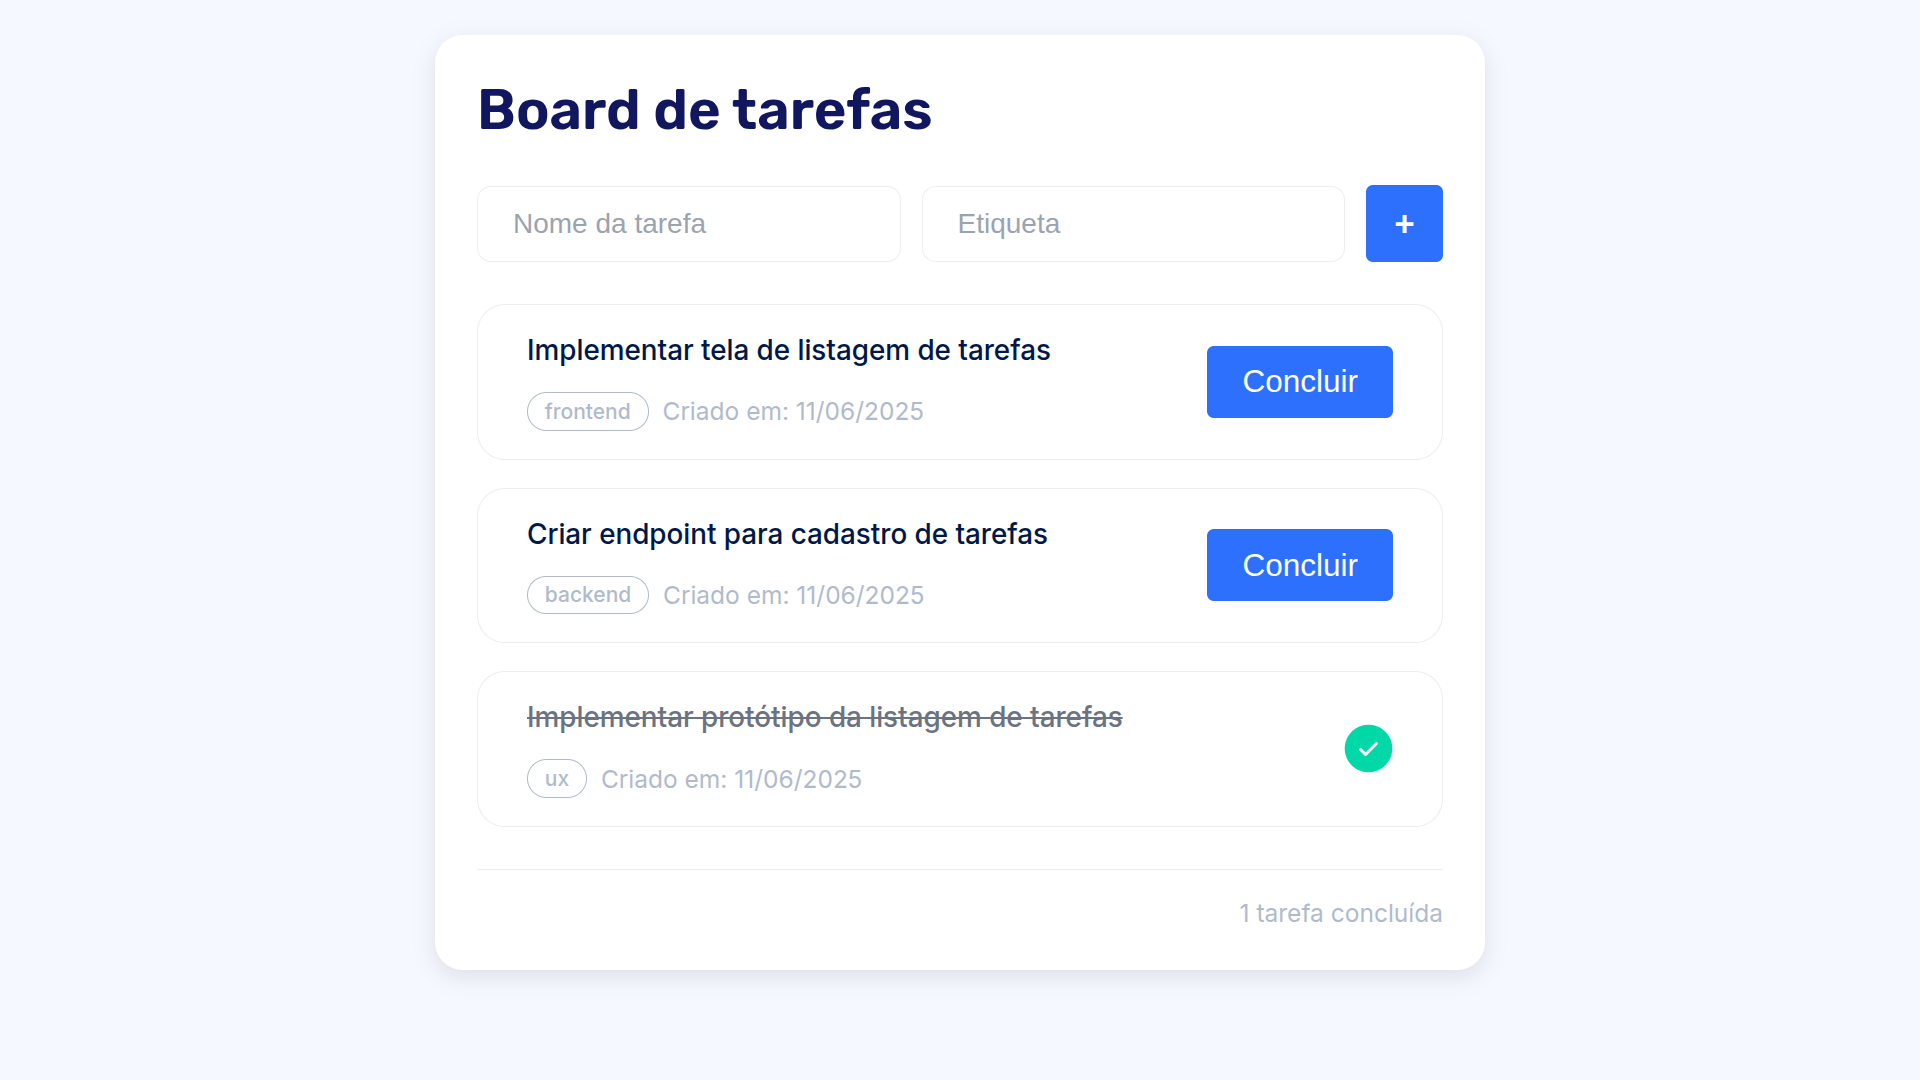 Board de tarefas
Nome da tarefa
Etiqueta
+
Implementar tela de listagem de tarefas
Concluir
frontend
Criado em: 11/06/2025
Criar endpoint para cadastro de tarefas
Concluir
backend
Criado em: 11/06/2025
Implementar protótipo da listagem de tarefas
ux
Criado em: 11/06/2025
1 tarefa concluída